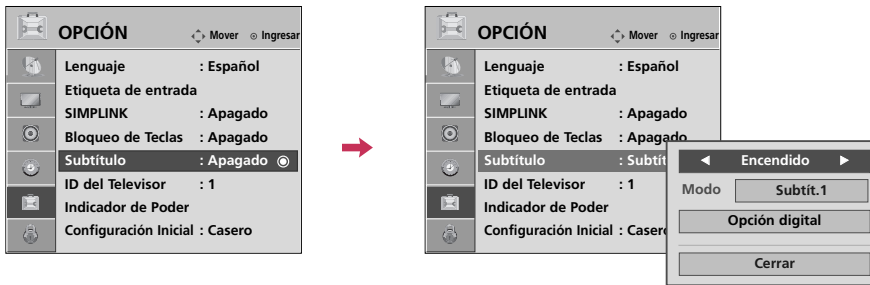 OPCIÓN Mover Ingresar
Lenguaje : Español
Etiqueta de entrada
SIMPLINK : Apagado
Bloqueo de Teclas : Apagado
Subtítulo : Apagado
ID del Televisor : 1
Indicador de Poder
Configuración Inicial : Casero
OPCIÓN Mover Ingresar
Lenguaje : Español
Etiqueta de entrada
SIMPLINK : Apagado
Bloqueo de Teclas : Apagado
Subtítulo : Subtít
ID del Televisor : 1
Indicador de Poder
Configuración Inicial : Casero
Encendido
Modo Subtít.1
Opción digital
Cerrar